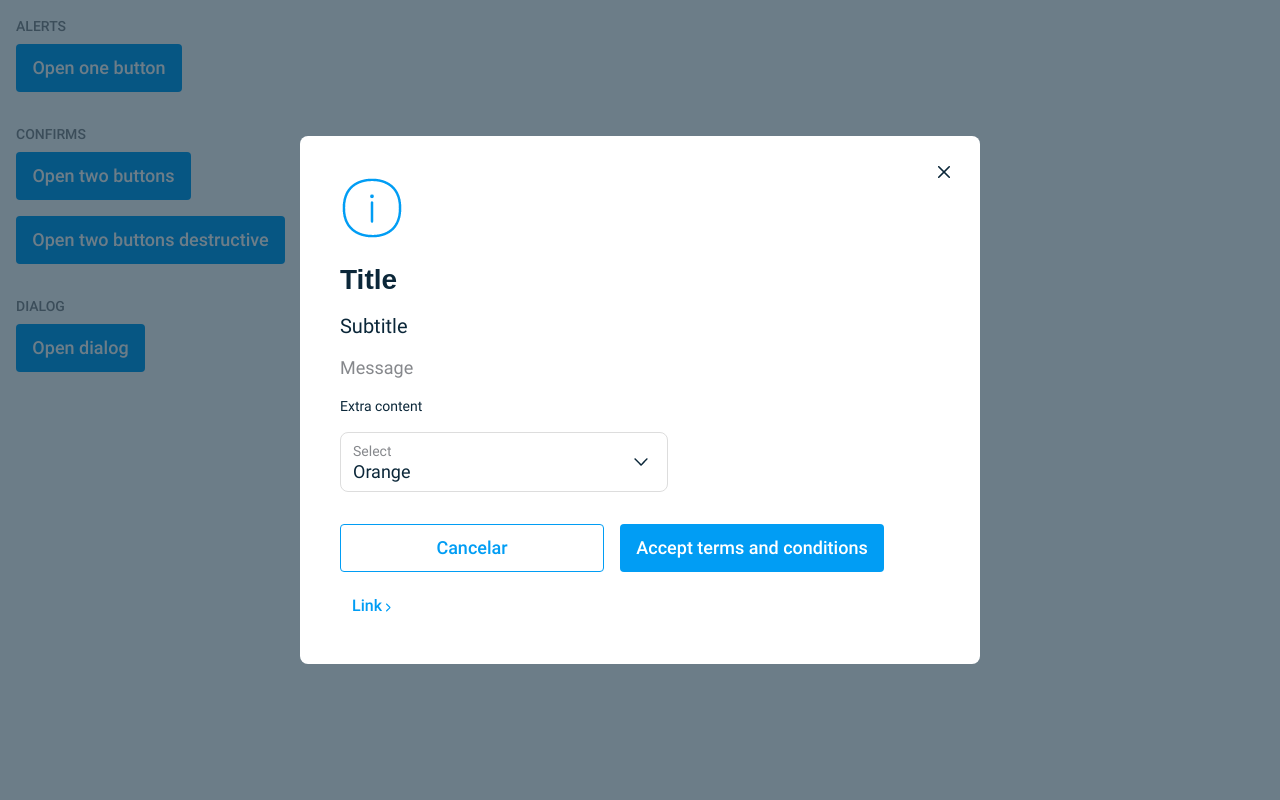 ALERTS
Open one button
CONFIRMS
Open two buttons
Open two buttons destructive
DIALOG
Open dialog
Title
Subtitle
Message
Extra content
Select
Orange
Cancelar
Accept terms and conditions
Link